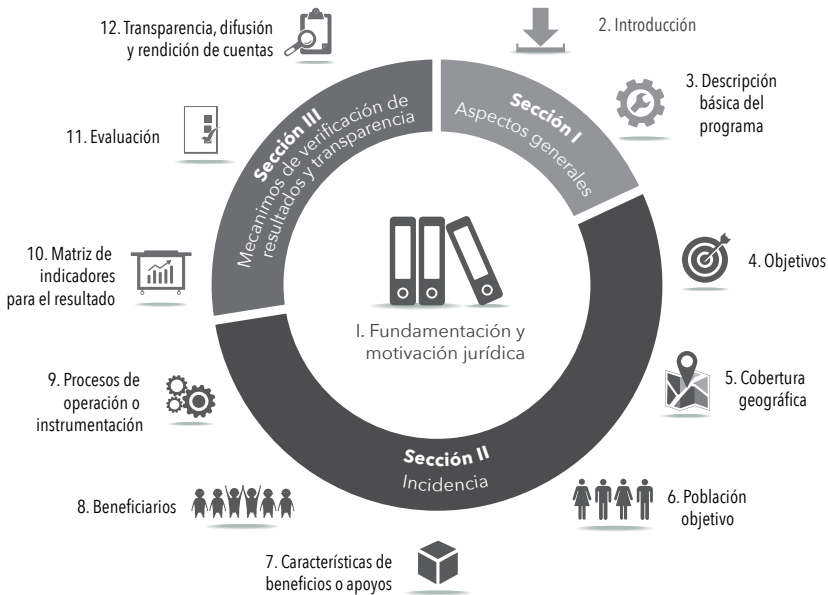 I. Fundamentación y
motivación jurídica
Sección I
Aspectos generales
2. Introducción
3. Descripción
básica del
programa
Sección II
Incidencia
4. Objetivos
5. Cobertura
geográfica
6. Población
objetivo
7. Características de
beneficios o apoyos
8. Beneficiarios
9. Procesos de
operación o
instrumentación
Sección III
Mecanimos de verificación de
resultados y transparencia
10. Matriz de
indicadores
para el resultado
11. Evaluación
12. Transparencia, difusión
y rendición de cuentas